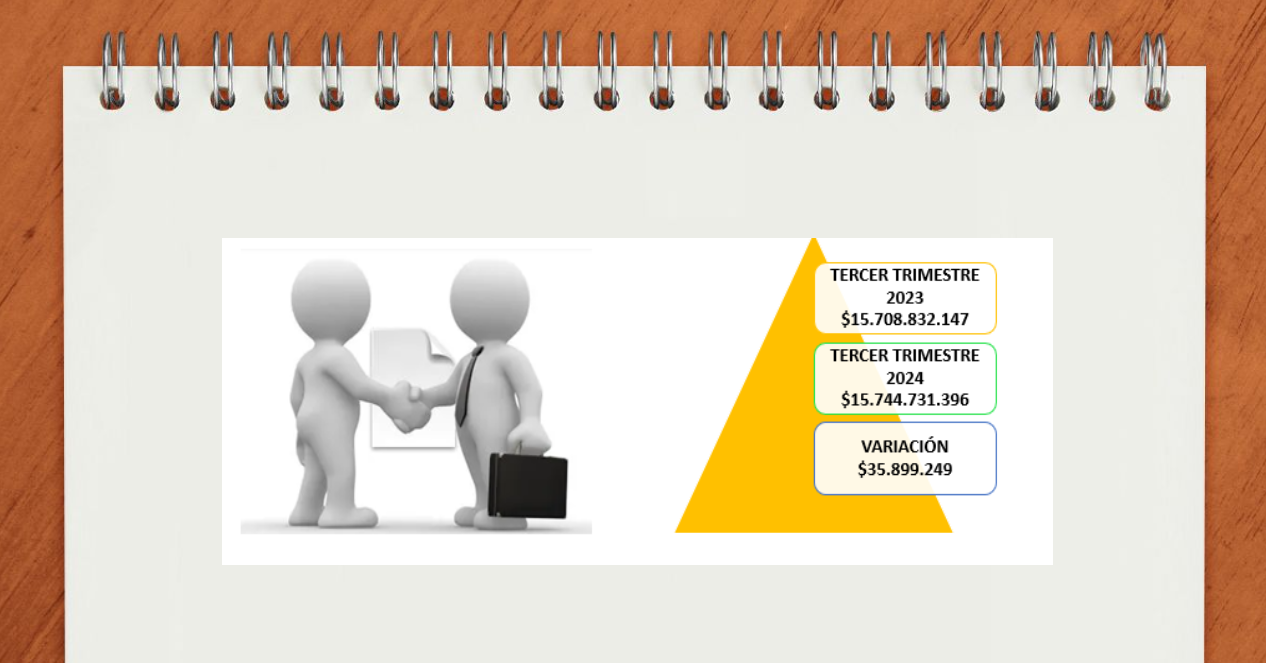 TERCER TRIMESTRE
2023
$15.708.832.147
TERCER TRIMESTRE
2024
$15.744.731.396
VARIACIÓN
$35.899.249